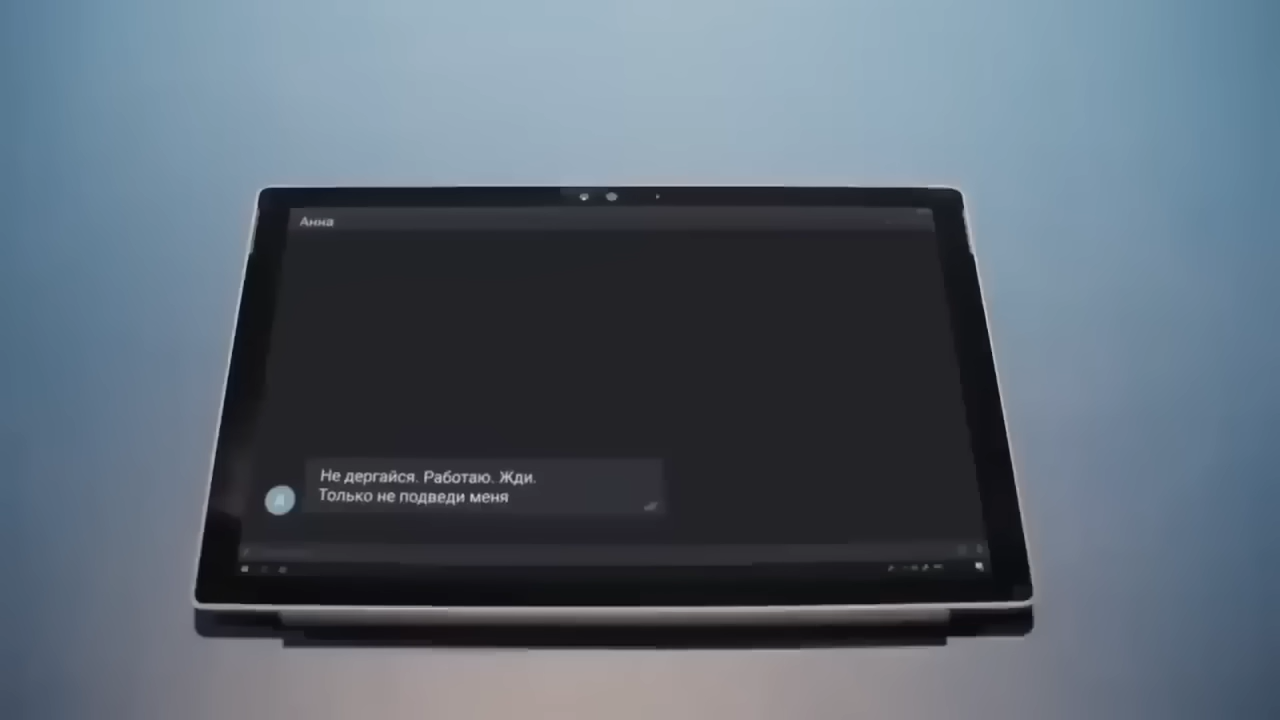 Анна
Не дергайся. Работаю. Жди.
Только не подведи меня